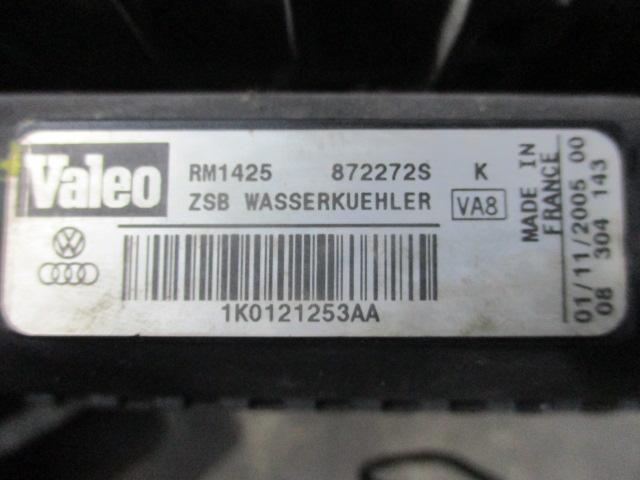 Valeo
RM1425 872272S K
ZSB WASSERKUEHLER VA8
1K0121253AA
MADE IN
FRANCE
01/11/2005 00
08 304 143